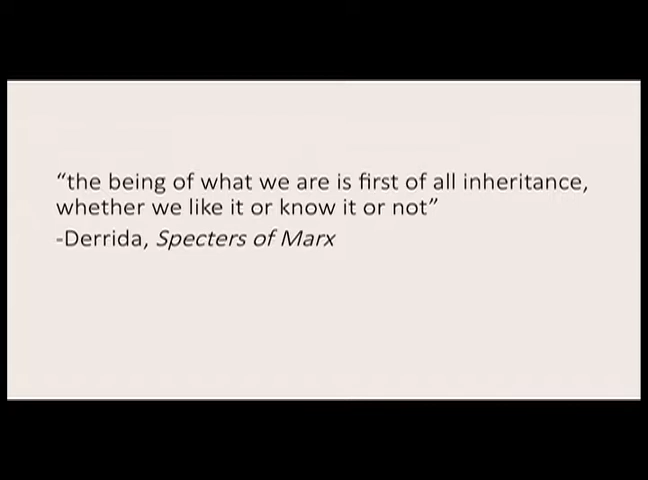 “the being of what we are is first of all inheritance,
whether we like it or know it or not”
-Derrida, Specters of Marx